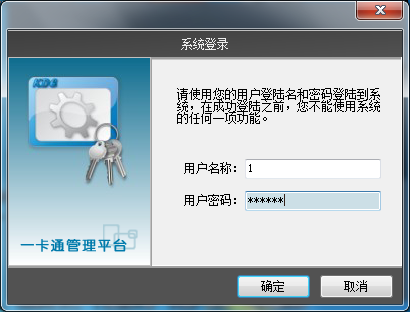 系统登录
请使用您的用户登陆名和密码登陆到系
统，在成功登陆之前，您不能使用系统
的任何一项功能。
用户名称：1
用户密码：******
一卡通管理平台
确定
取消